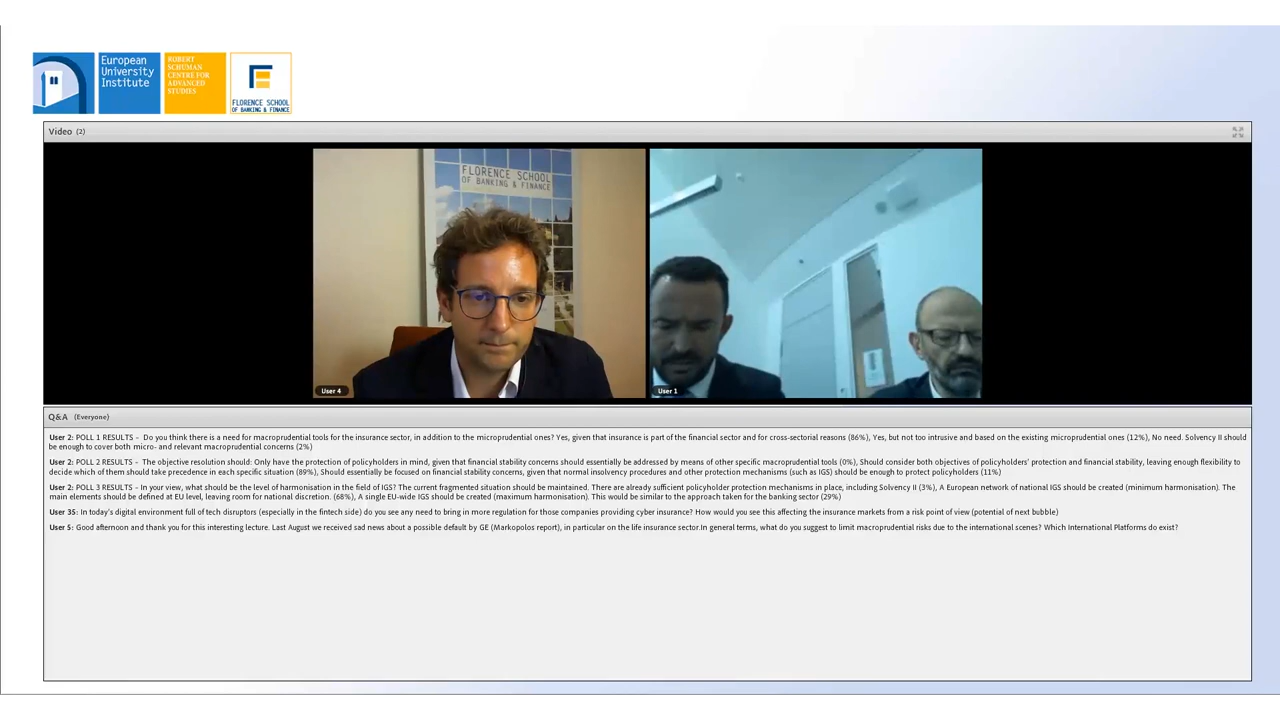 European
University
Institute
ROBERT
SCHUMAN
CENTRE FOR
ADVANCED
STUDIES
FLORENCE SCHOOL
OF BANKING & FINANCE
Video (2)
FLORENCE SCHOOL
OF BANKING & FINANCE
User 4
User 1
Q&A (Everyone)
User 2: POLL 1 RESULTS - Do you think there is a need for macroprudential tools for the insurance sector, in addition to the microprudential ones? Yes, given that insurance is part of the financial sector and for cross-sectorial reasons (86%), Yes, but not too intrusive and based on the existing microprudential ones (12%), No need. Solvency II should
be enough to cover both micro- and relevant macroprudential concerns (2%)
User 2: POLL 2 RESULTS - The objective resolution should: Only have the protection of policyholders in mind, given that financial stability concerns should essentially be addressed by means of other specific macroprudential tools (0%), Should consider both objectives of policyholders' protection and financial stability, leaving enough flexibility to
decide which of them should take precedence in each specific situation (89%), Should essentially be focused on financial stability concerns, given that normal insolvency procedures and other protection mechanisms (such as IGS) should be enough to protect policyholders (11%)
User 2: POLL 3 RESULTS - In your view, what should be the level of harmonisation in the field of IGS? The current fragmented situation should be maintained. There are already sufficient policyholder protection mechanisms in place, including Solvency II (3%), A European network of national IGS should be created (minimum harmonisation). The
main elements should be defined at EU level, leaving room for national discretion. (68%), A single EU-wide IGS should be created (maximum harmonisation). This would be similar to the approach taken for the banking sector (29%)
User 35: In today's digital environment full of tech disruptors (especially in the fintech side) do you see any need to bring in more regulation for those companies providing cyber insurance? How would you see this affecting the insurance markets from a risk point of view (potential of next bubble)
User 5: Good afternoon and thank you for this interesting lecture. Last August we received sad news about a possible default by GE (Markopolos report), in particular on the life insurance sector.In general terms, what do you suggest to limit macroprudential risks due to the international scenes? Which International Platforms do exist?